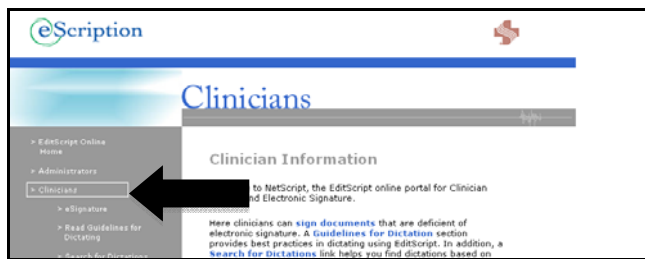 eScription
Clinicians
> EditScript Online
Home
> Administrators
> Clinicians
> eSignature
> Read Guidelines for
Dictating
> Search for Dictations
Clinician Information
to NetScript, the EditScript online portal for Clinician
nd Electronic Signature.
Here clinicians can sign documents that are deficient of
electronic signature. A Guidelines for Dictation section
provides best practices in dictating using EditScript. In addition, a
Search for Dictations link helps you find dictations based on